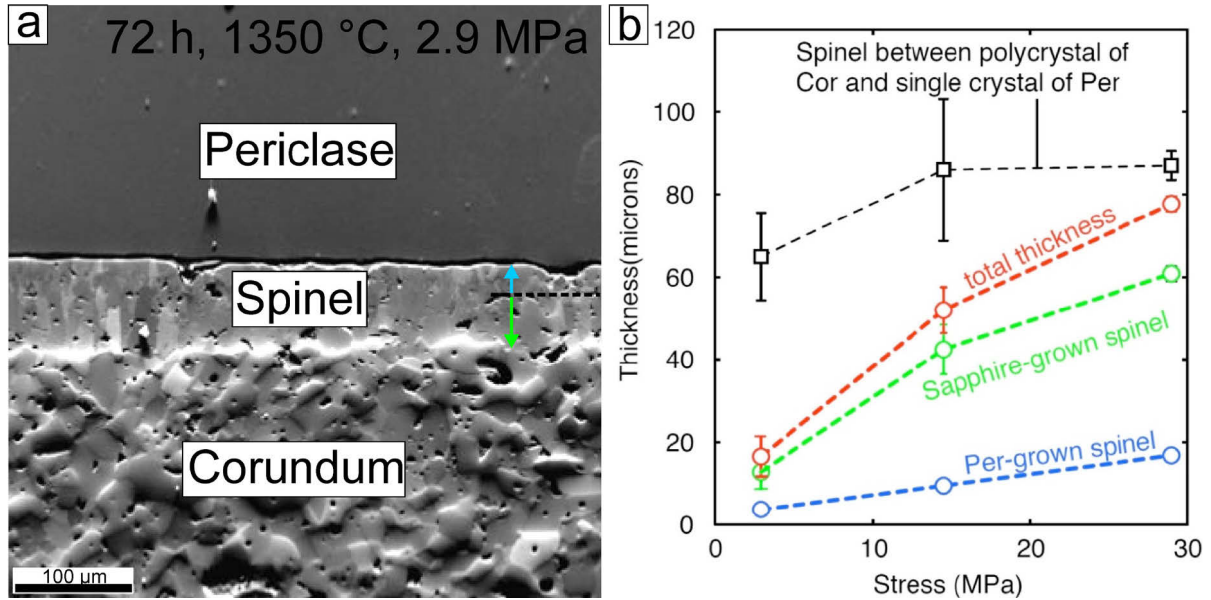 a
72 h, 1350 °C, 2.9 MPa
Periclase
Spinel
Corundum
100 µm
b
120
100
80
60
40
20
0
Thickness(microns)
Spinel between polycrystal of
Cor and single crystal of Per
total thickness
Sapphire-grown spinel
Per-grown spinel
0
10
20
30
Stress (MPa)